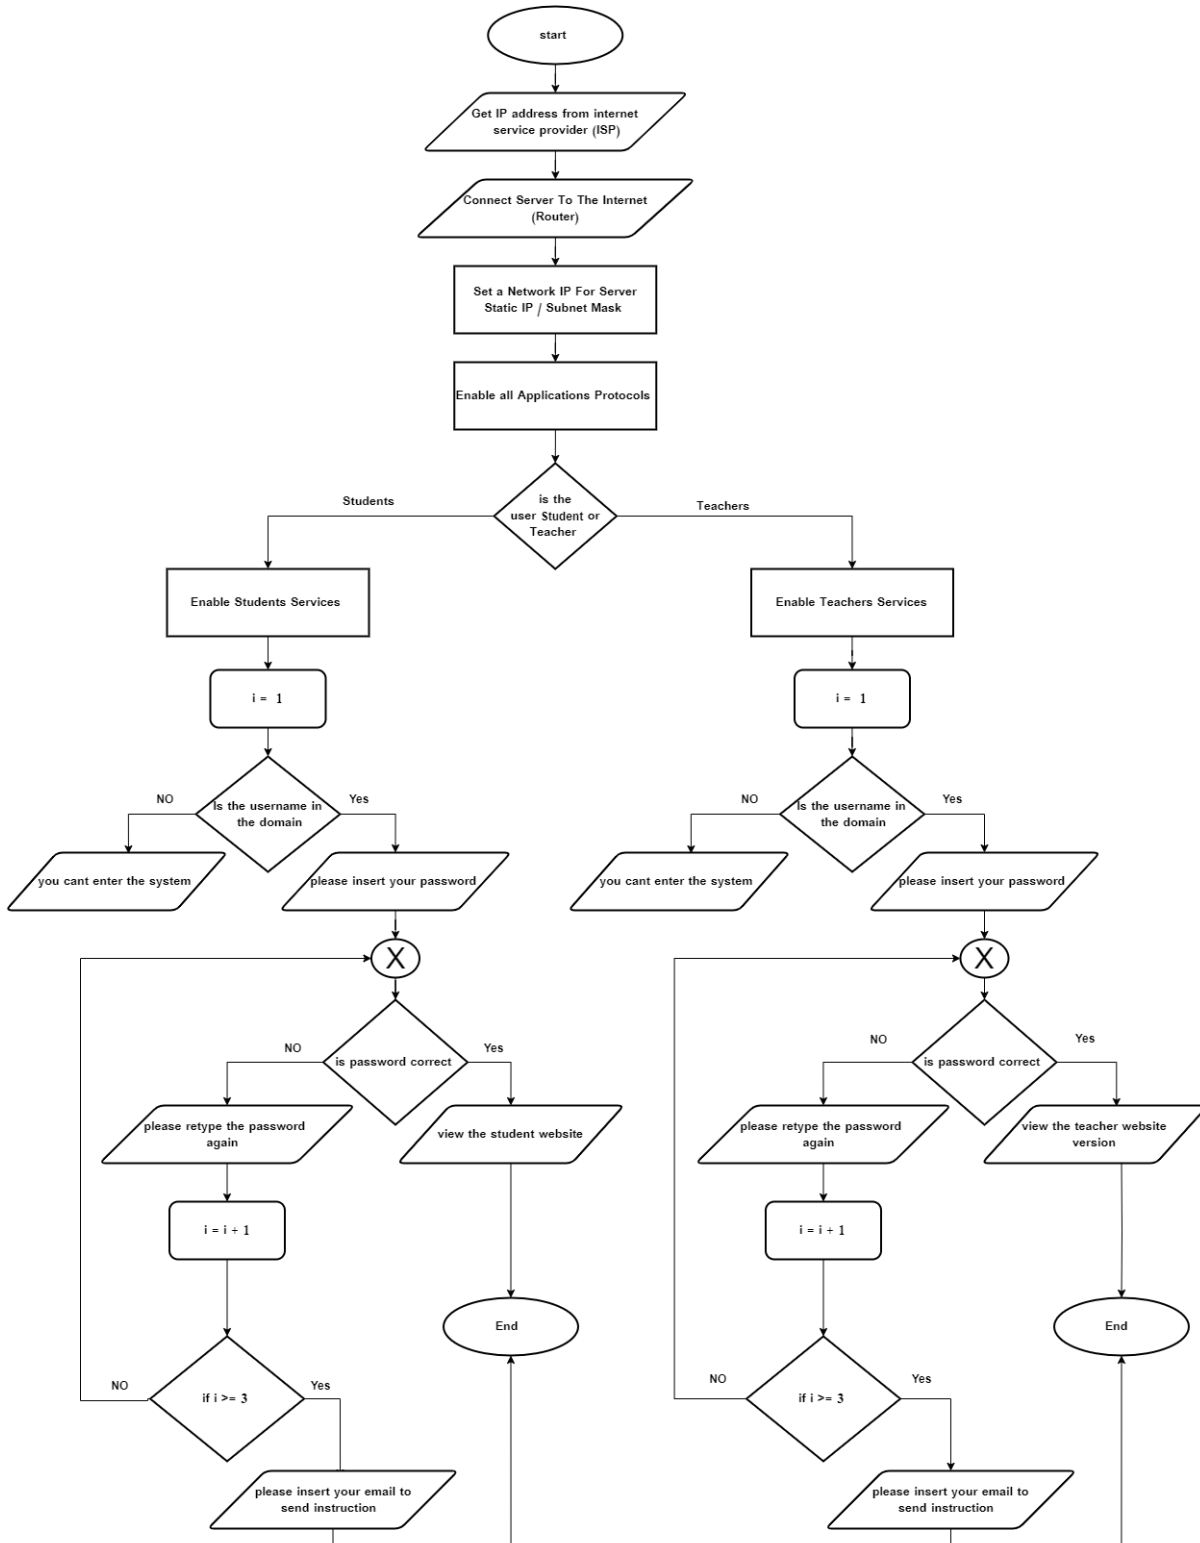 start
Get IP address from internet
service provider (ISP)
Connect Server To The Internet
(Router)
Set a Network IP For Server
Static IP / Subnet Mask
Enable all Applications Protocols
is the
user Student or
Teacher
Students
Teachers
Enable Students Services
Enable Teachers Services
i = 1
i = 1
Is the username in
the domain
NO
Yes
Is the username in
the domain
NO
Yes
you cant enter the system
please insert your password
you cant enter the system
please insert your password
X
X
is password correct
NO
Yes
is password correct
NO
Yes
please retype the password
again
view the student website
please retype the password
again
view the teacher website
version
i = i + 1
i = i + 1
End
End
if i >= 3
NO
Yes
if i >= 3
NO
Yes
please insert your email to
send instruction
please insert your email to
send instruction